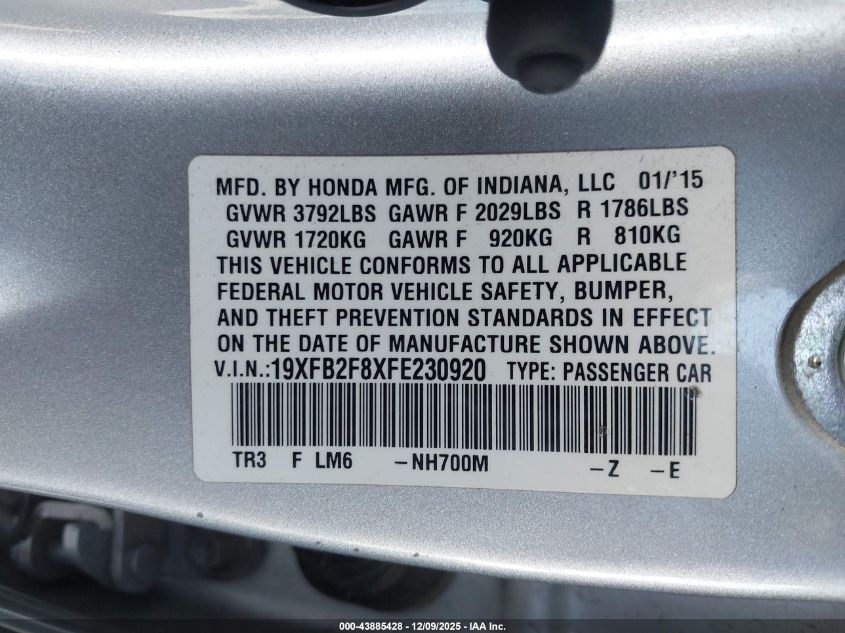 MFD. BY HONDA MFG. OF INDIANA, LLC 01/'15
GVWR 3792LBS GAWR F 2029LBS R 1786LBS
GVWR 1720KG GAWR F 920KG R 810KG
THIS VEHICLE CONFORMS TO ALL APPLICABLE
FEDERAL MOTOR VEHICLE SAFETY, BUMPER,
AND THEFT PREVENTION STANDARDS IN EFFECT
ON THE DATE OF MANUFACTURE SHOWN ABOVE.
V.I.N.:19XFB2F8XFE230920 TYPE: PASSENGER CAR
TR3 F LM6 -NH700M -Z -E
000-43885428 - 12/09/2025 - IAA Inc.